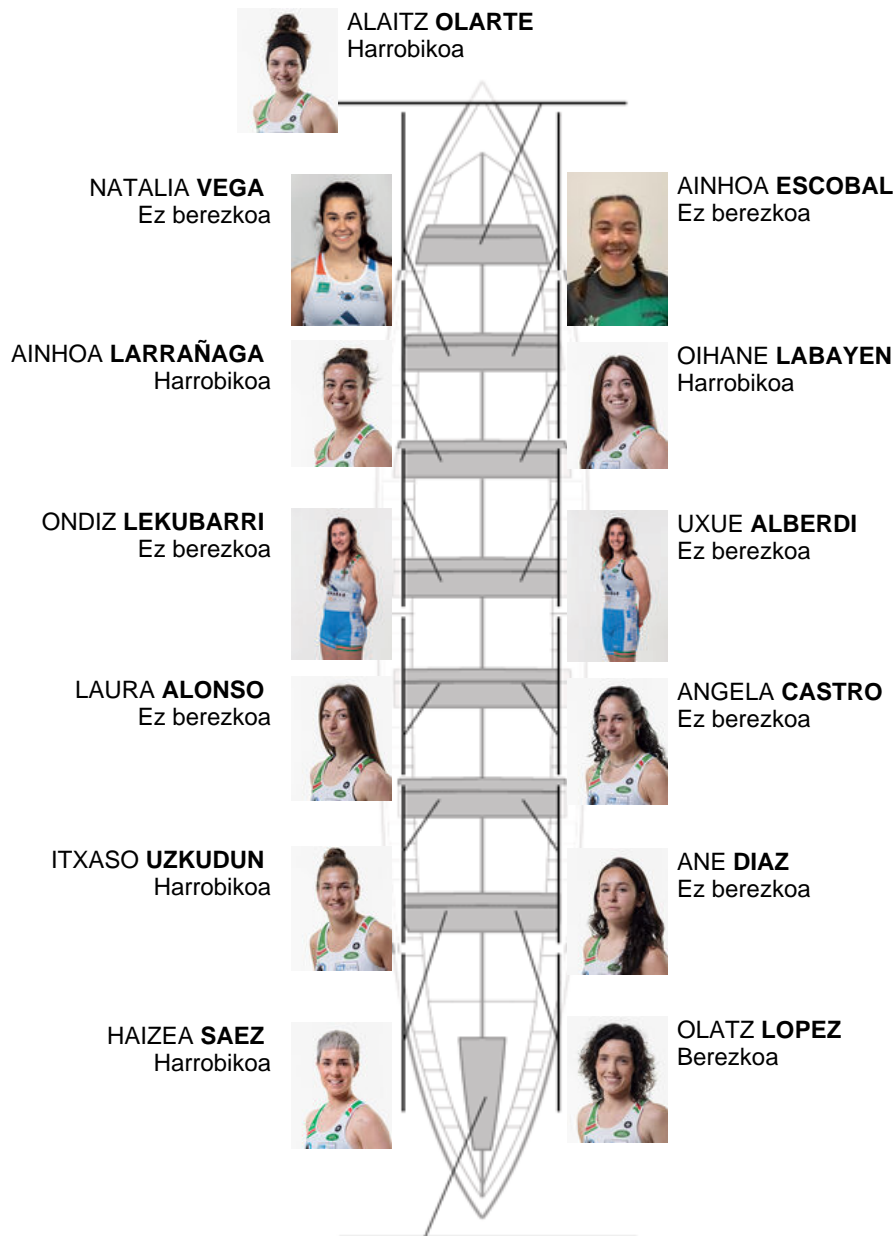 ALAITZ OLARTE
Harrobikoa
NATALIA VEGA
Ez berezkoa
AINHOA ESCOBAL
Ez berezkoa
AINHOA LARRAÑAGA
Harrobikoa
OIHANE LABAYEN
Harrobikoa
ONDIZ LEKUBARRI
Ez berezkoa
UXUE ALBERDI
Ez berezkoa
LAURA ALONSO
Ez berezkoa
ANGELA CASTRO
Ez berezkoa
ITXASO UZKUDUN
Harrobikoa
ANE DIAZ
Ez berezkoa
HAIZEA SAEZ
Harrobikoa
OLATZ LOPEZ
Berezkoa